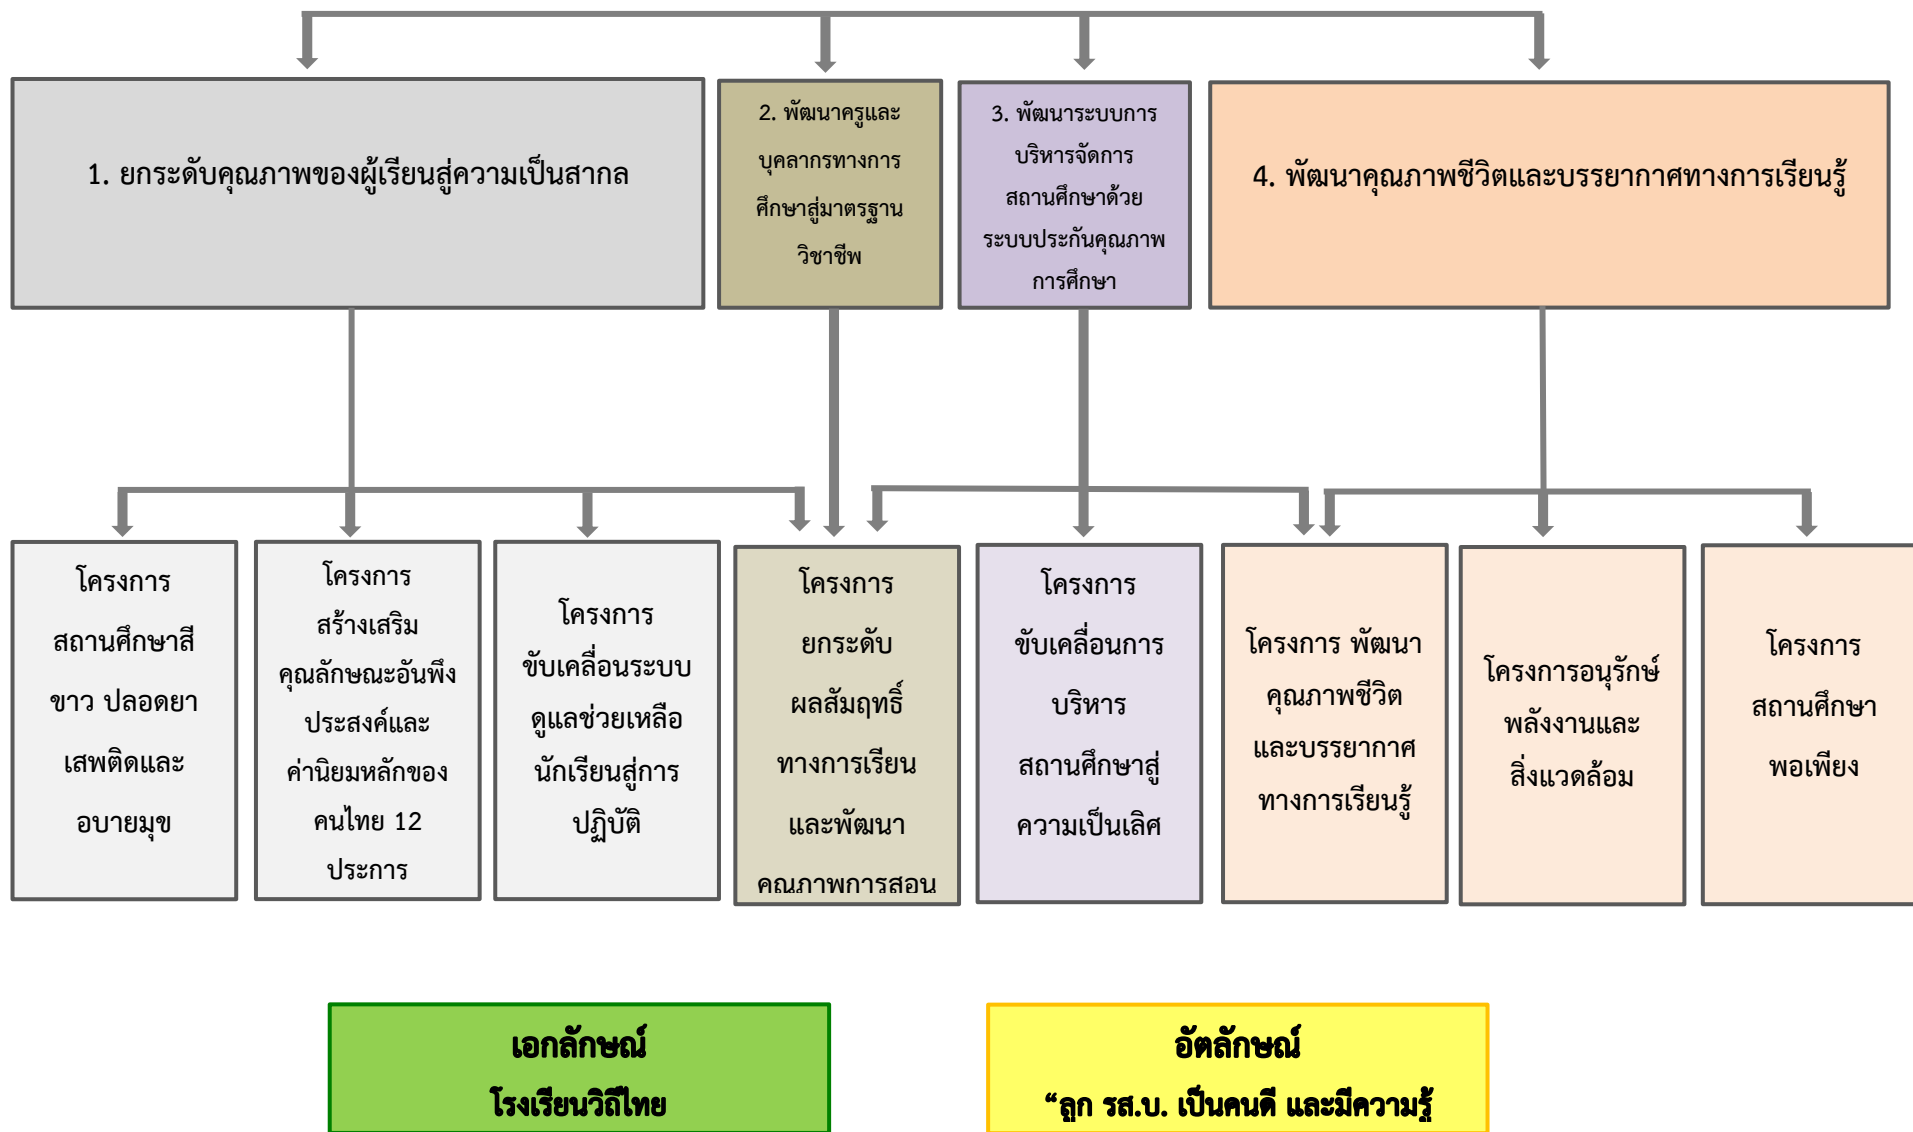 1. ยกระดับคุณภาพของผู้เรียนสู่ความเป็นสากล
2. พัฒนาครูและ
บุคลากรทางการ
ศึกษาสู่มาตรฐาน
วิชาชีพ
3. พัฒนาระบบการ
บริหารจัดการ
สถานศึกษาด้วย
ระบบประกันคุณภาพ
การศึกษา
4. พัฒนาคุณภาพชีวิตและบรรยากาศทางการเรียนรู้
โครงการ
สถานศึกษาสี
ขาว ปลอดยา
เสพติดและ
อบายมุข
โครงการ
สร้างเสริม
คุณลักษณะอันพึง
ประสงค์และ
ค่านิยมหลักของ
คนไทย 12
ประการ
โครงการ
ขับเคลื่อนระบบ
ดูแลช่วยเหลือ
นักเรียนสู่การ
ปฏิบัติ
โครงการ
ยกระดับ
ผลสัมฤทธิ์
ทางการเรียน
และพัฒนา
คุณภาพการสอน
โครงการ
ขับเคลื่อนการ
บริหาร
สถานศึกษาสู่
ความเป็นเลิศ
โครงการ พัฒนา
คุณภาพชีวิต
และบรรยากาศ
ทางการเรียนรู้
โครงการอนุรักษ์
พลังงานและ
สิ่งแวดล้อม
โครงการ
สถานศึกษา
พอเพียง
เอกลักษณ์
โรงเรียนวิถีไทย
อัตลักษณ์
“ลูก รส.บ. เป็นคนดี และมีความรู้